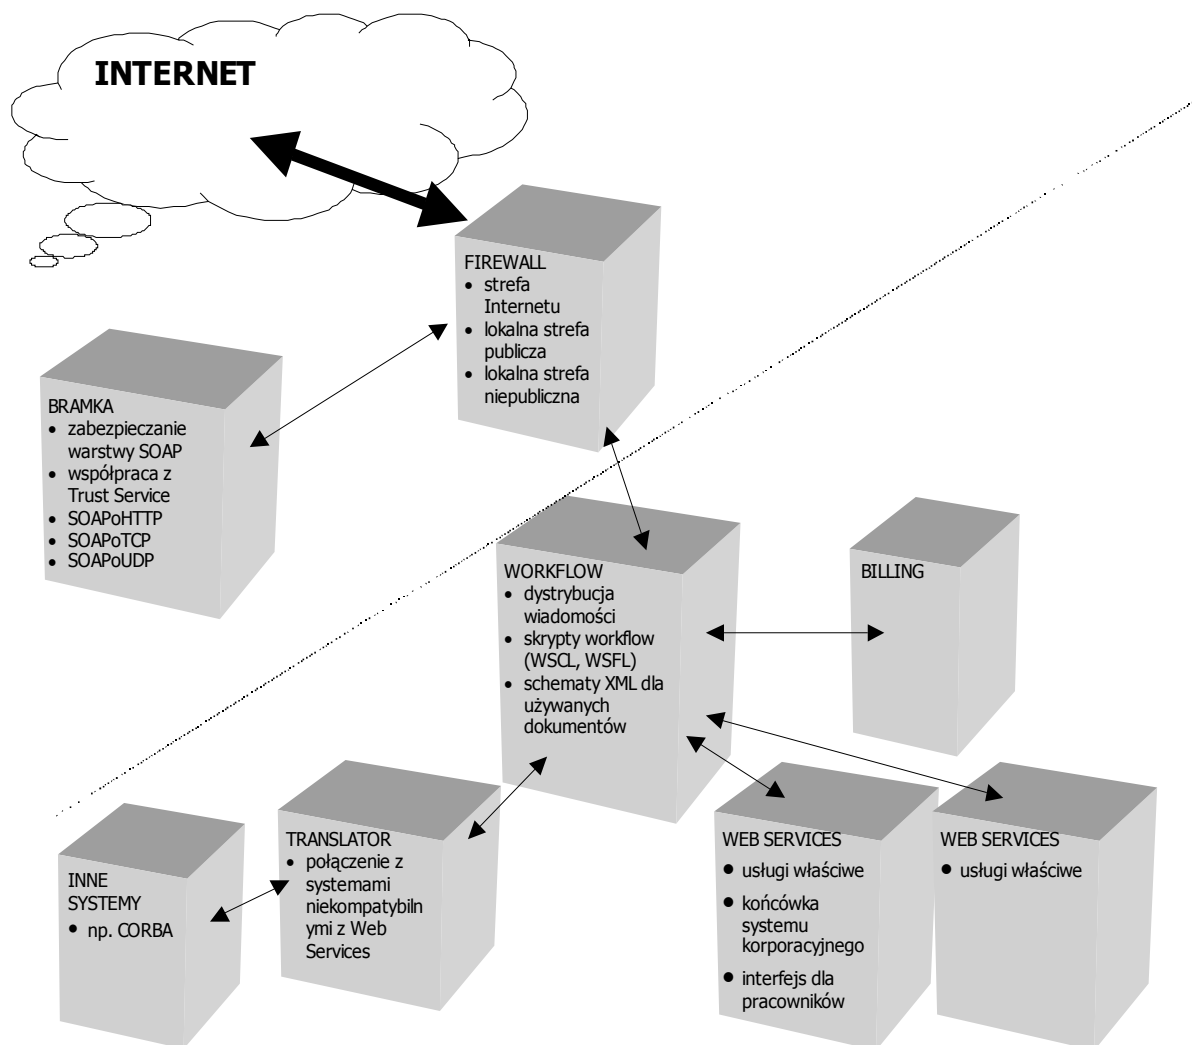 INTERNET
FIREWALL
• strefa
Internetu
• lokalna strefa
publicza
• lokalna strefa
niepubliczna
BRAMKA
• zabezpieczanie
warstwy SOAP
• współpraca z
Trust Service
• SOAPoHTTP
• SOAPoTCP
• SOAPoUDP
WORKFLOW
• dystrybucja
wiadomości
• skrypty workflow
(WSCL, WSFL)
• schematy XML dla
używanych
dokumentów
BILLING
INNE
SYSTEMY
• np. CORBA
TRANSLATOR
• połączenie z
systemami
niekompatybiln
ymi z Web
Services
WEB SERVICES
• usługi właściwe
• końcówka
systemu
korporacyjnego
• interfejs dla
pracowników
WEB SERVICES
• usługi właściwe